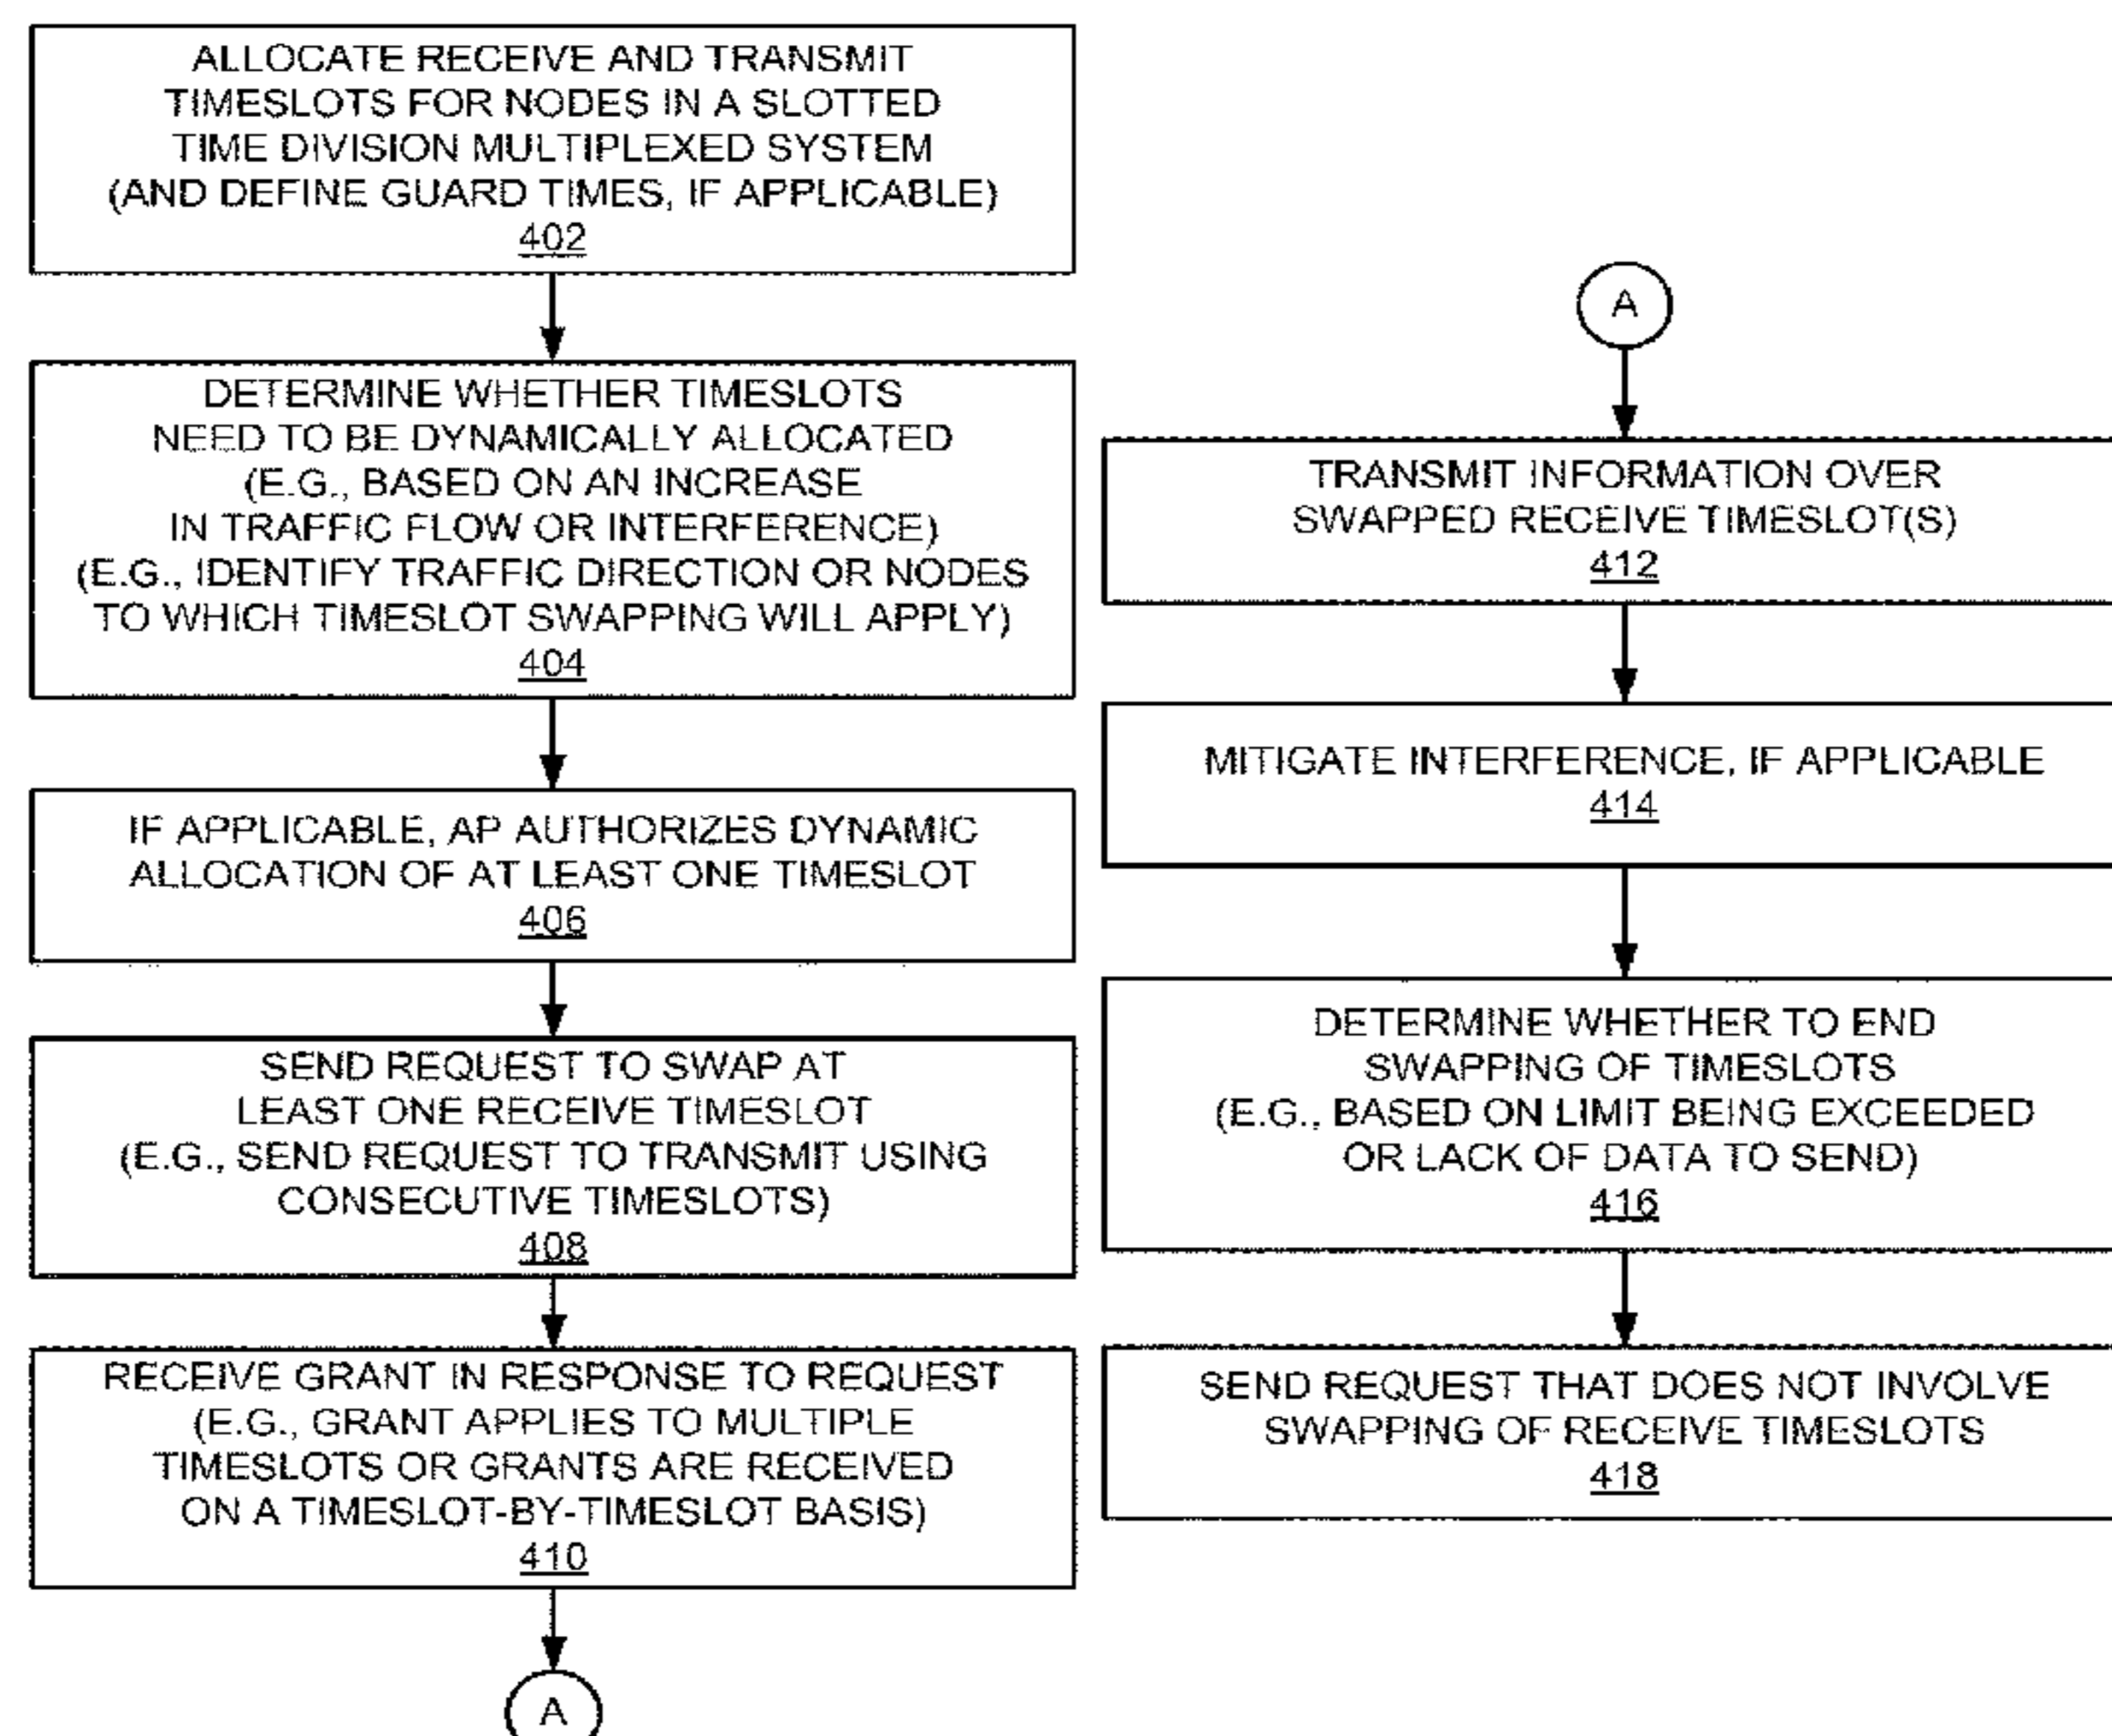 ALLOCATE RECEIVE AND TRANSMIT
TIMESLOTS FOR NODES IN A SLOTTED
TIME DIVISION MULTIPLEXED SYSTEM
(AND DEFINE GUARD TIMES, IF APPLICABLE)
402
DETERMINE WHETHER TIMESLOTS
NEED TO BE DYNAMICALLY ALLOCATED
(E.G., BASED ON AN INCREASE
IN TRAFFIC FLOW OR INTERFERENCE)
(E.G., IDENTIFY TRAFFIC DIRECTION OR NODES
TO WHICH TIMESLOT SWAPPING WILL APPLY)
404
IF APPLICABLE, AP AUTHORIZES DYNAMIC
ALLOCATION OF AT LEAST ONE TIMESLOT
406
SEND REQUEST TO SWAP AT
LEAST ONE RECEIVE TIMESLOT
(E.G., SEND REQUEST TO TRANSMIT USING
CONSECUTIVE TIMESLOTS)
408
RECEIVE GRANT IN RESPONSE TO REQUEST
(E.G., GRANT APPLIES TO MULTIPLE
TIMESLOTS OR GRANTS ARE RECEIVED
ON A TIMESLOT-BY-TIMESLOT BASIS)
410
A
A
TRANSMIT INFORMATION OVER
SWAPPED RECEIVE TIMESLOT(S)
412
MITIGATE INTERFERENCE, IF APPLICABLE
414
DETERMINE WHETHER TO END
SWAPPING OF TIMESLOTS
(E.G., BASED ON LIMIT BEING EXCEEDED
OR LACK OF DATA TO SEND)
416
SEND REQUEST THAT DOES NOT INVOLVE
SWAPPING OF RECEIVE TIMESLOTS
418